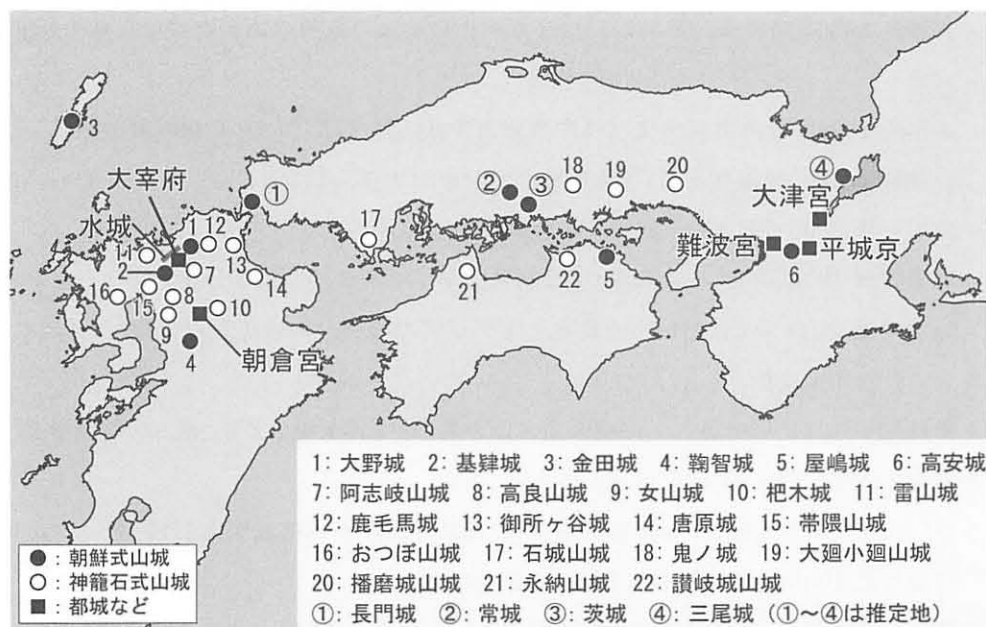 3
大宰府
水城
①
1
12
11
2
7
13
14
16
15
8
9
10
4
朝倉宮
17
②
③
18
19
20
21
22
5
④
大津宮
難波宮
平城京
6
1: 大野城 2: 基肄城 3: 金田城 4: 鞠智城 5: 屋嶋城 6: 高安城
7: 阿志岐山城 8: 高良山城 9: 女山城 10: 杷木城 11: 雷山城
12: 鹿毛馬城 13: 御所ヶ谷城 14: 唐原城 15: 帯隈山城
16: おつぼ山城 17: 石城山城 18: 鬼ノ城 19: 大廻小廻山城
20: 播磨城山城 21: 永納山城 22: 讃岐城山城
①: 長門城 ②: 常城 ③: 茨城 ④: 三尾城 (①~④は推定地)
●: 朝鮮式山城
○: 神籠石式山城
■: 都城など